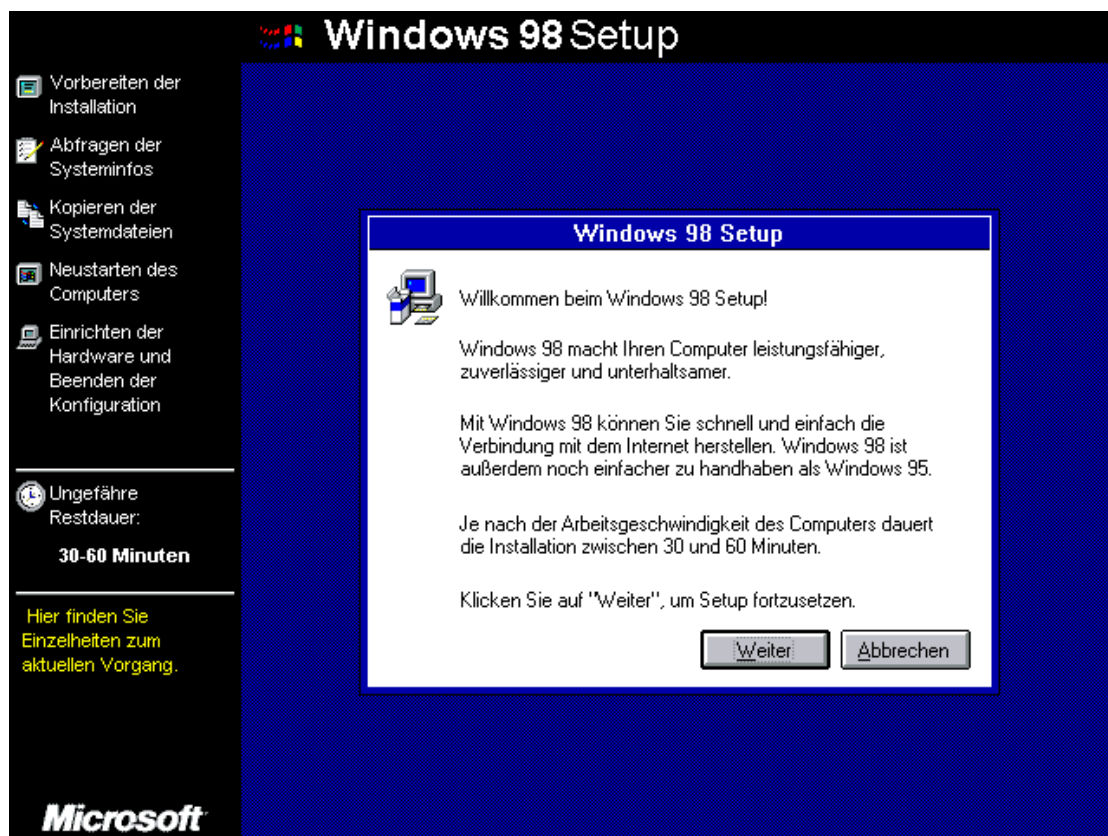 Windows 98 Setup
Vorbereiten der
Installation
Abfragen der
Systeminfos
Kopieren der
Systemdateien
Neustarten des
Computers
Einrichten der
Hardware und
Beenden der
Konfiguration
Ungefähre
Restdauer:
30-60 Minuten
Hier finden Sie
Einzelheiten zum
aktuellen Vorgang.
Microsoft
Windows 98 Setup
Willkommen beim Windows 98 Setup!
Windows 98 macht Ihren Computer leistungsfähiger,
zuverlässiger und unterhaltsamer.
Mit Windows 98 können Sie schnell und einfach die
Verbindung mit dem Internet herstellen. Windows 98 ist
außerdem noch einfacher zu handhaben als Windows 95.
Je nach der Arbeitsgeschwindigkeit des Computers dauert
die Installation zwischen 30 und 60 Minuten.
Klicken Sie auf "Weiter", um Setup fortzusetzen.
Weiter Abbrechen